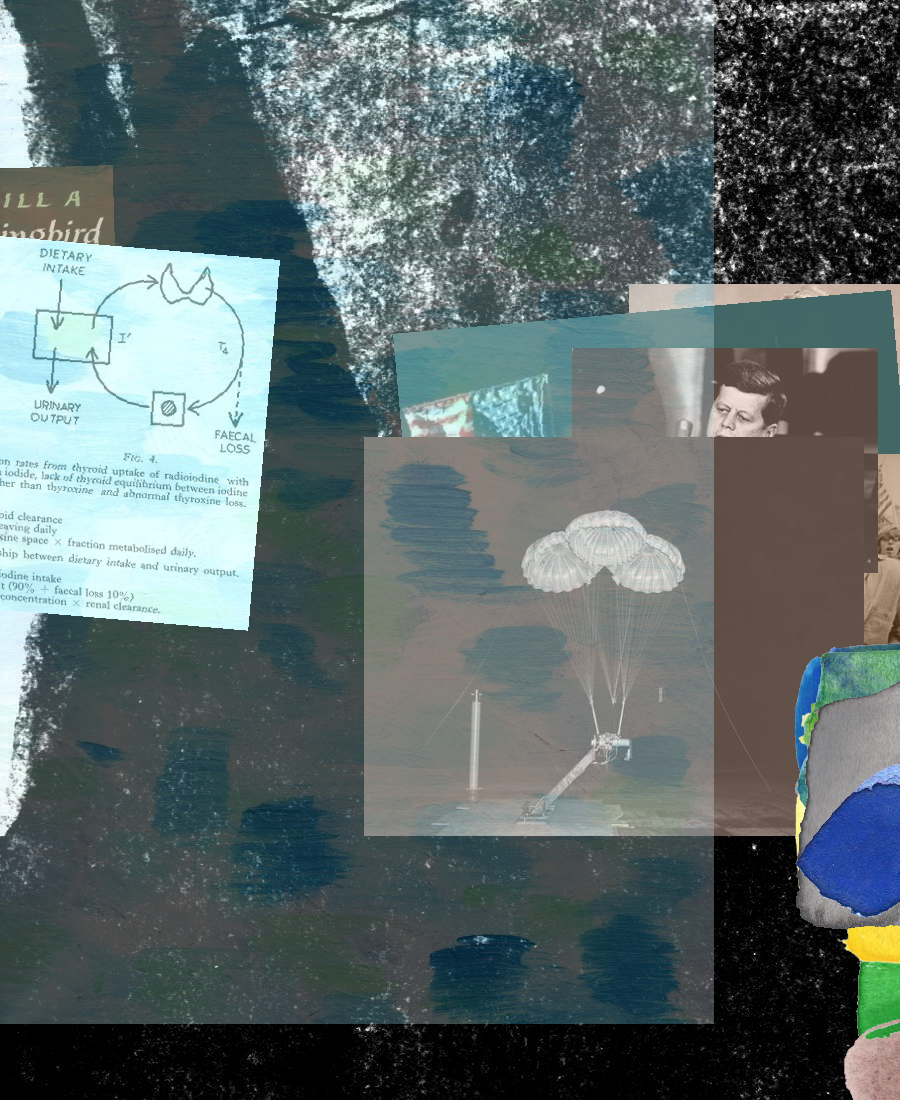 ILL A
ingbird
DIETARY
INTAKE
I'
T4
URINARY
OUTPUT
FAECAL
LOSS
FIG. 4.
on rates from thyroid uptake of radioiodine with
iodide, lack of thyroid equilibrium between iodine
her than thyroxine and abnormal thyroxine loss.
oid clearance
eaving daily
xine space × fraction metabolised daily.
ship between dietary intake and urinary output.
iodine intake
t (90% + faecal loss 10%)
concentration × renal clearance.